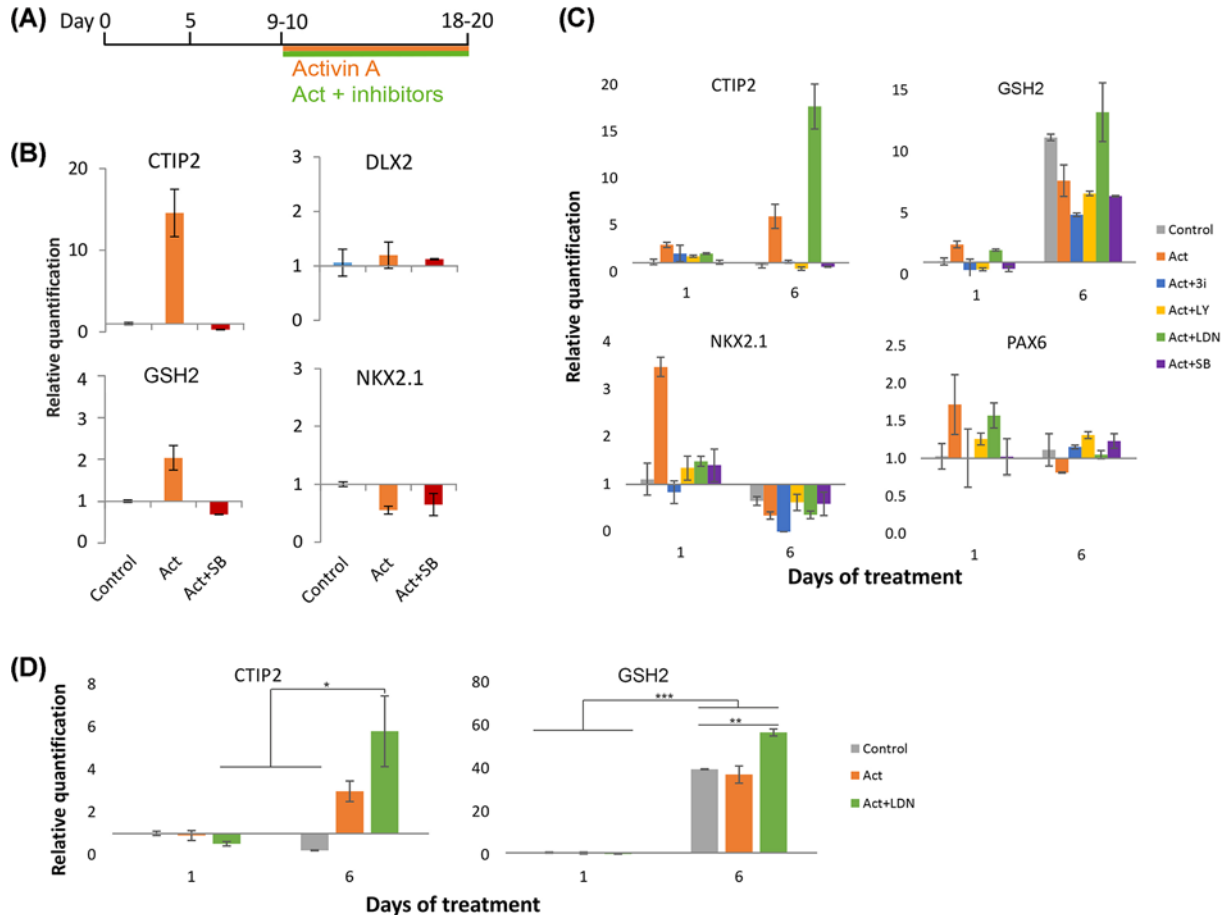 (A)
Day 0 5 9-10 18-20
Activin A
Act + inhibitors
(B)
Relative quantification
CTIP2
20
10
0
DLX2
3
2
1
0
GSH2
4
3
2
1
0
Control Act Act+SB
NKX2.1
3
2
1
0
Control Act Act+SB
(C)
Relative quantification
CTIP2
20
15
10
5
0
1 6
GSH2
15
10
5
0
1 6
NKX2.1
4
3
2
1
0
1 6
PAX6
2.5
2.0
1.5
1.0
0.5
0.0
1 6
Days of treatment
Control
Act
Act+3i
Act+LY
Act+LDN
Act+SB
(D)
Relative quantification
CTIP2
8
6
4
2
0
*
1 6
GSH2
80
60
40
20
0
***
**
1 6
Days of treatment
Control
Act
Act+LDN